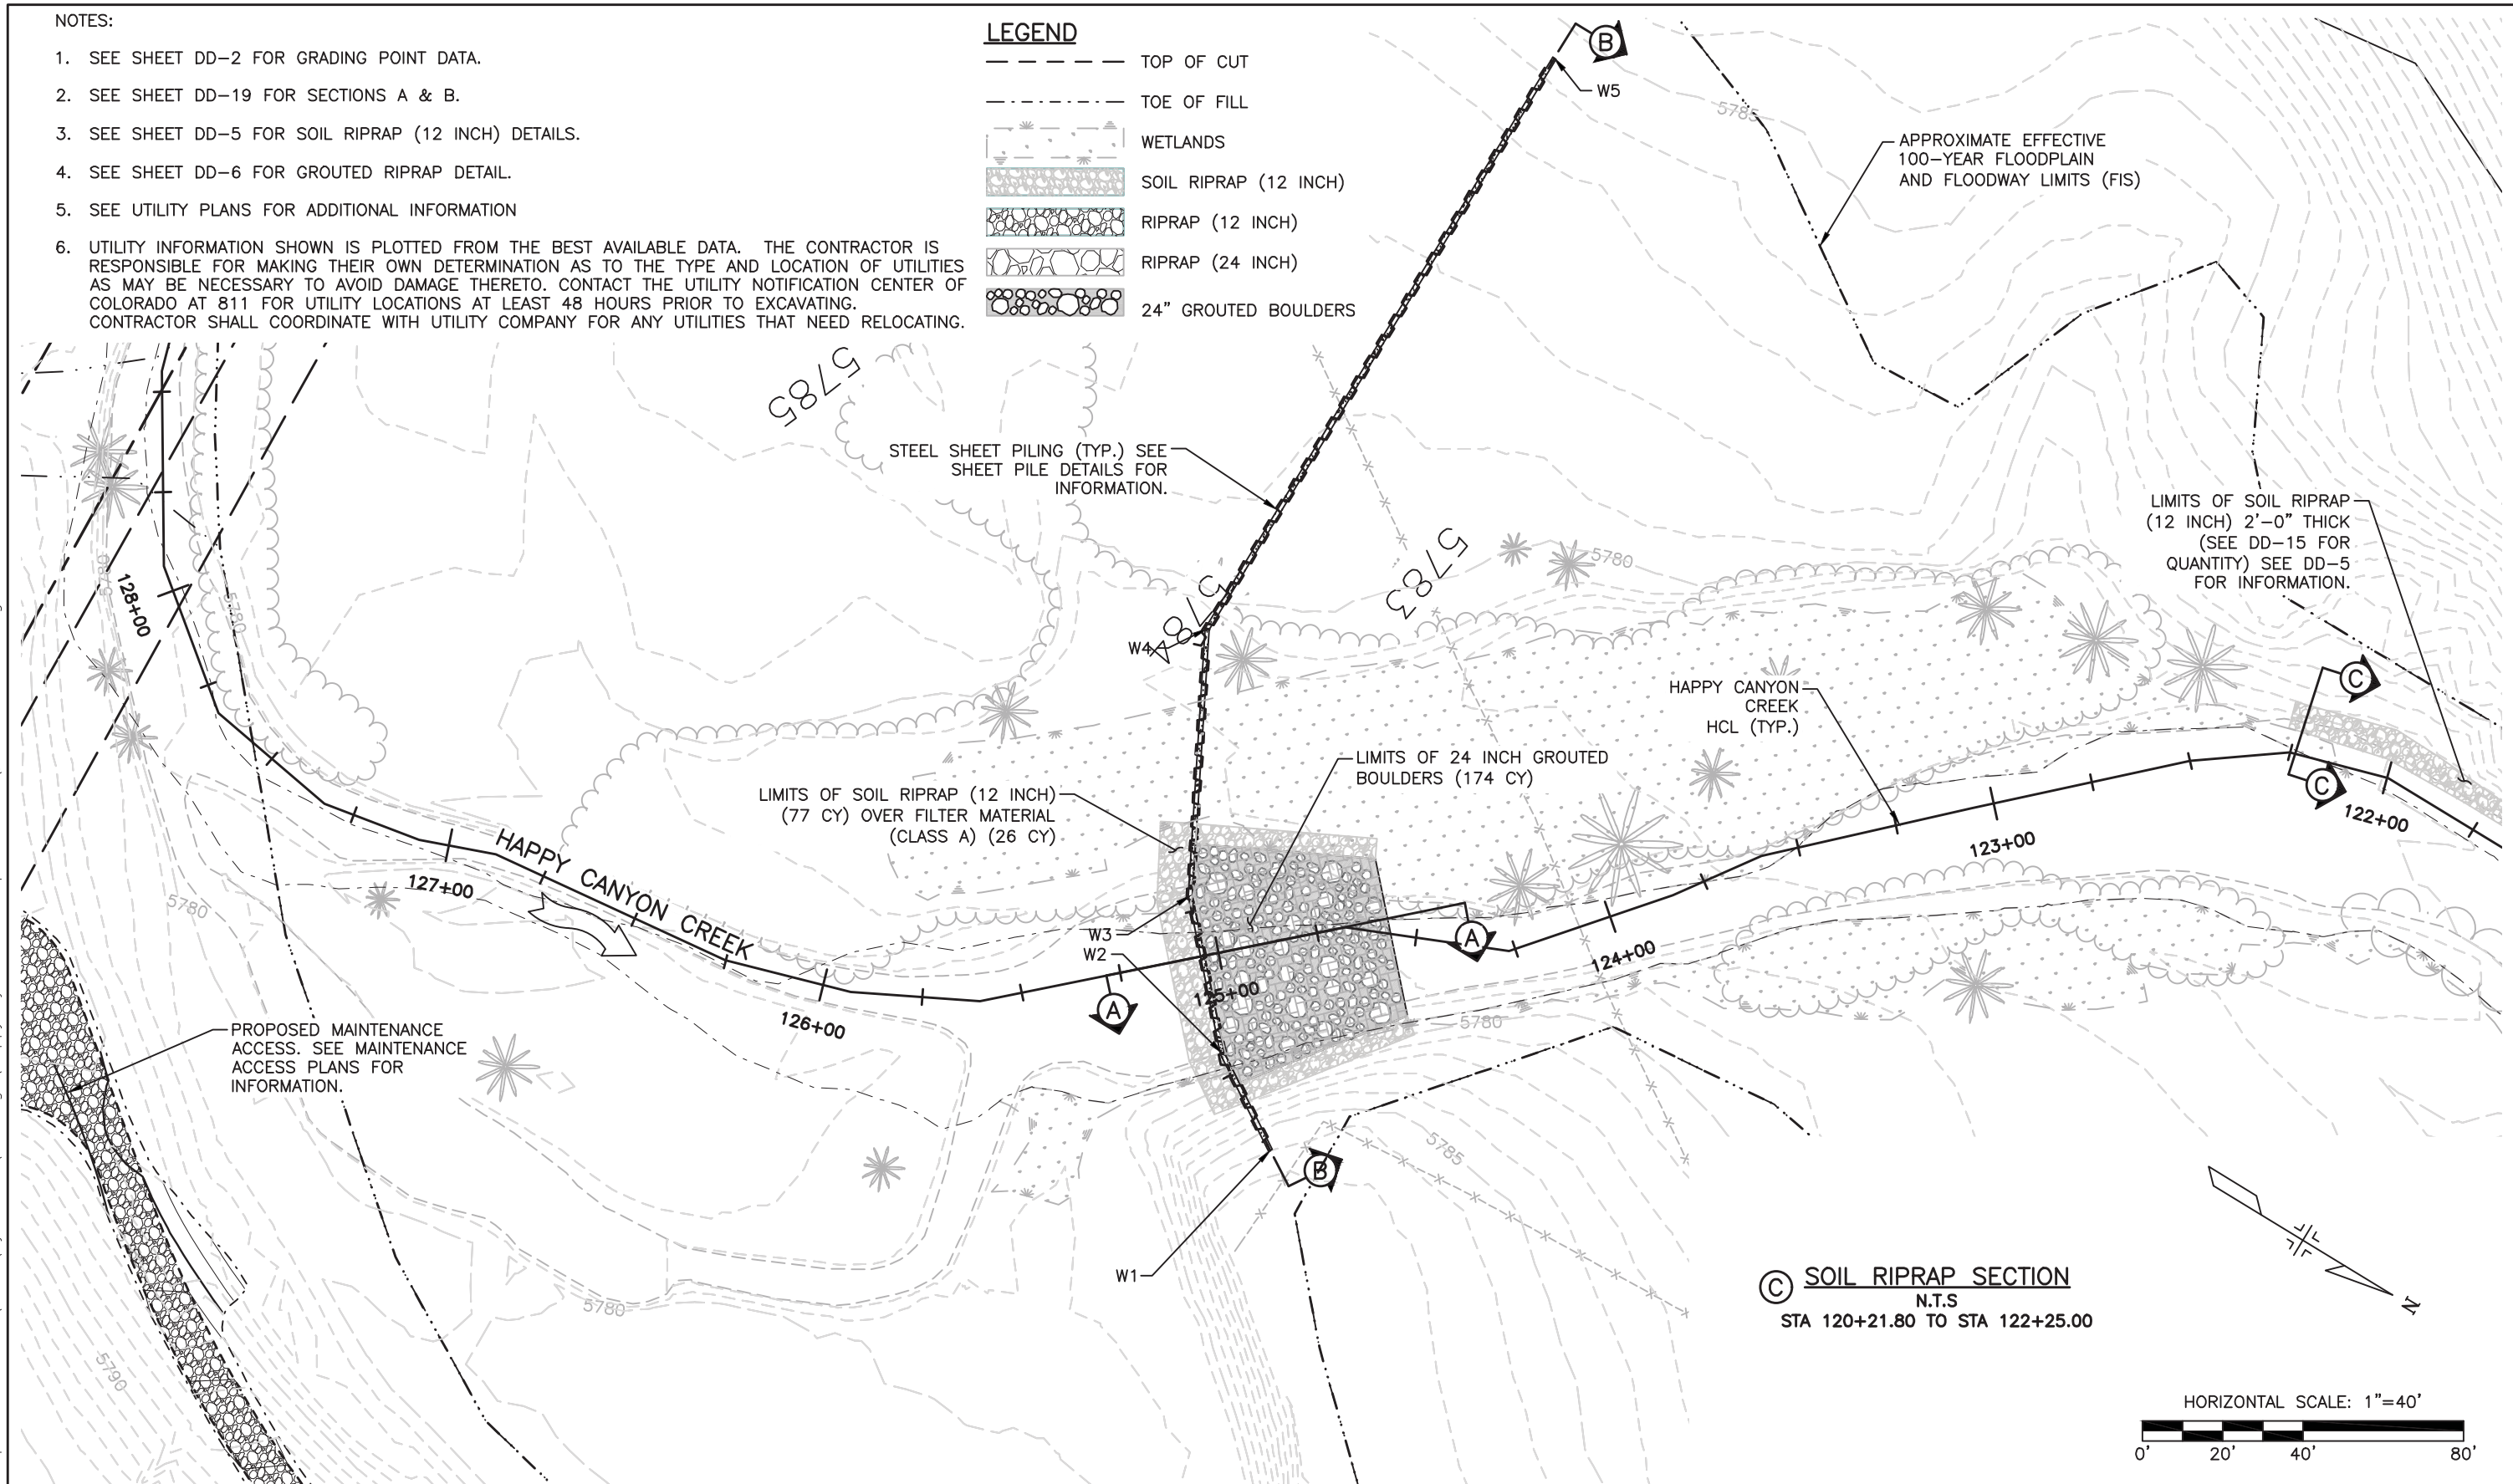 NOTES:
1. SEE SHEET DD-2 FOR GRADING POINT DATA.
2. SEE SHEET DD-19 FOR SECTIONS A & B.
3. SEE SHEET DD-5 FOR SOIL RIPRAP (12 INCH) DETAILS.
4. SEE SHEET DD-6 FOR GROUTED RIPRAP DETAIL.
5. SEE UTILITY PLANS FOR ADDITIONAL INFORMATION
6. UTILITY INFORMATION SHOWN IS PLOTTED FROM THE BEST AVAILABLE DATA. THE CONTRACTOR IS
RESPONSIBLE FOR MAKING THEIR OWN DETERMINATION AS TO THE TYPE AND LOCATION OF UTILITIES
AS MAY BE NECESSARY TO AVOID DAMAGE THERETO. CONTACT THE UTILITY NOTIFICATION CENTER OF
COLORADO AT 811 FOR UTILITY LOCATIONS AT LEAST 48 HOURS PRIOR TO EXCAVATING.
CONTRACTOR SHALL COORDINATE WITH UTILITY COMPANY FOR ANY UTILITIES THAT NEED RELOCATING.
LEGEND
TOP OF CUT
TOE OF FILL
WETLANDS
SOIL RIPRAP (12 INCH)
RIPRAP (12 INCH)
RIPRAP (24 INCH)
24" GROUTED BOULDERS
B
W5
5785
APPROXIMATE EFFECTIVE
100-YEAR FLOODPLAIN
AND FLOODWAY LIMITS (FIS)
5785
STEEL SHEET PILING (TYP.) SEE
SHEET PILE DETAILS FOR
INFORMATION.
LIMITS OF SOIL RIPRAP
(12 INCH) 2'-0" THICK
(SEE DD-15 FOR
QUANTITY) SEE DD-5
FOR INFORMATION.
5783
5780
5784
5780
5780
128+00
W4
C
HAPPY CANYON
CREEK
HCL (TYP.)
LIMITS OF 24 INCH GROUTED
BOULDERS (174 CY)
C
LIMITS OF SOIL RIPRAP (12 INCH)
(77 CY) OVER FILTER MATERIAL
(CLASS A) (26 CY)
122+00
123+00
HAPPY CANYON CREEK
127+00
5780
W3
W2
A
124+00
125+00
A
126+00
5780
PROPOSED MAINTENANCE
ACCESS. SEE MAINTENANCE
ACCESS PLANS FOR
INFORMATION.
5785
B
W1
5780
5790
C
SOIL RIPRAP SECTION
N.T.S
STA 120+21.80 TO STA 122+25.00
N
HORIZONTAL SCALE: 1"=40'
0' 20' 40' 80'